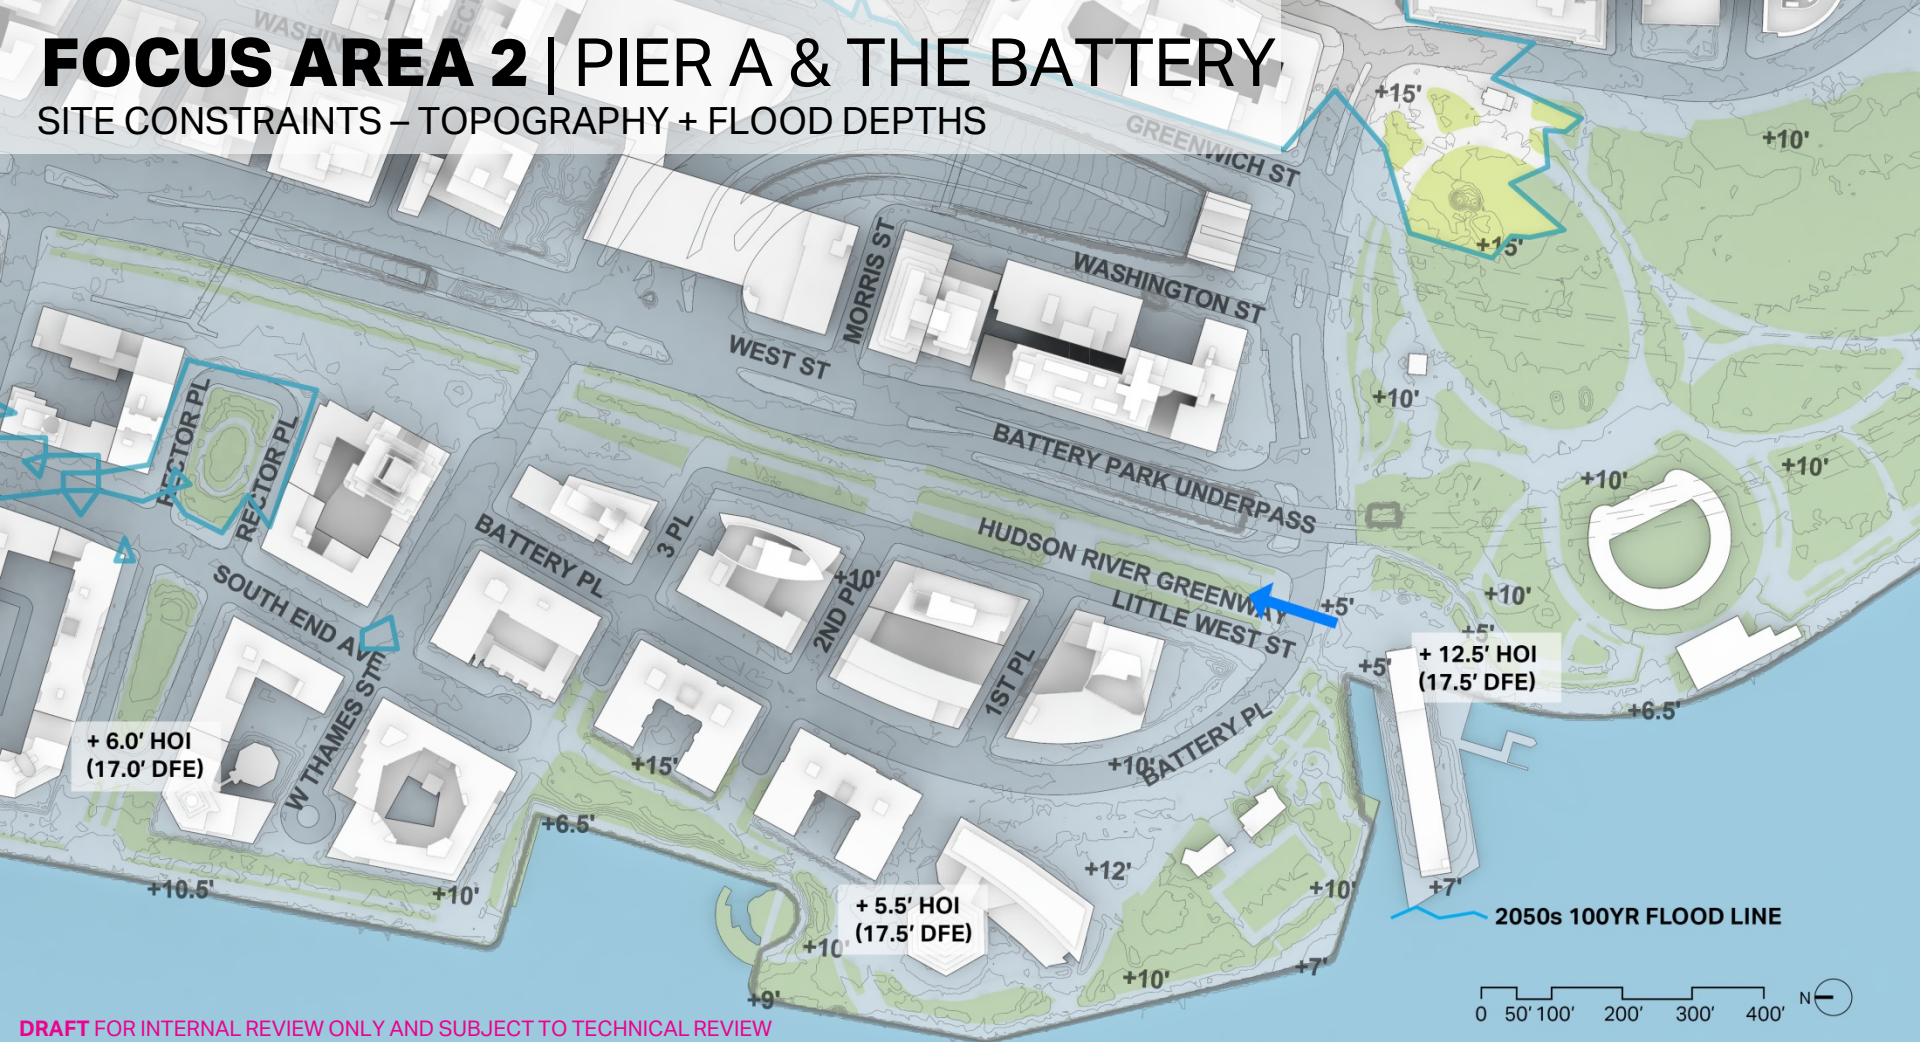 FOCUS AREA 2 | PIER A & THE BATTERY
SITE CONSTRAINTS – TOPOGRAPHY + FLOOD DEPTHS
+15'
+10'
GREENWICH ST
+15'
MORRIS ST
WASHINGTON ST
WEST ST
+10'
RECTOR PL
RECTOR PL
BATTERY PARK UNDERPASS
+10'
+10'
HUDSON RIVER GREENWAY
BATTERY PL
3 PL
+10'
2ND PL
LITTLE WEST ST
+5'
+10'
+5'
SOUTH END AVE
+5'
+ 12.5' HOI
(17.5' DFE)
1ST PL
+6.5'
W THAMES ST
BATTERY PL
+ 6.0' HOI
(17.0' DFE)
+15'
+10'
+6.5'
+12'
+10.5'
+10'
+10'
+7'
+ 5.5' HOI
(17.5' DFE)
2050s 100YR FLOOD LINE
+10'
+10'
+7'
+9'
0 50' 100' 200' 300' 400'
N
DRAFT FOR INTERNAL REVIEW ONLY AND SUBJECT TO TECHNICAL REVIEW